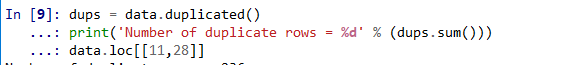 In [9]: dups = data.duplicated()
...: print('Number of duplicate rows = %d' % (dups.sum()))
...: data.loc[[11,28]]